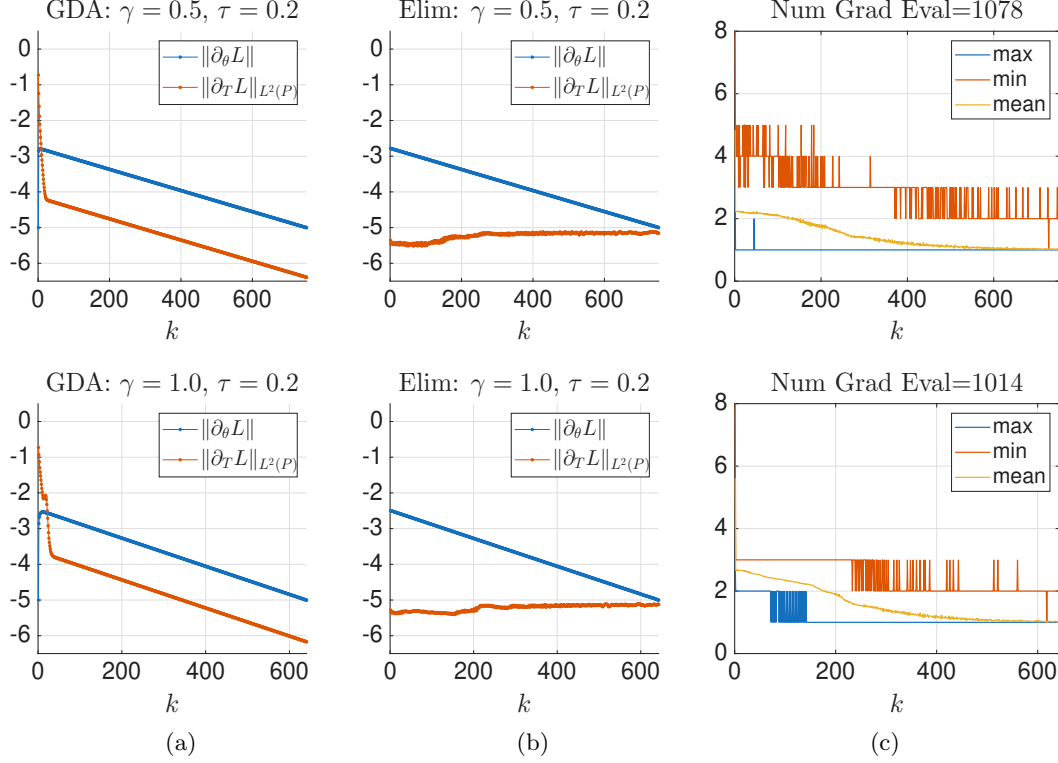 GDA: γ = 0.5, τ = 0.2
0
-1
-2
-3
-4
-5
-6
0 200 400 600
k
‖∂θL‖
‖∂TL‖L²(P)
Elim: γ = 0.5, τ = 0.2
0
-1
-2
-3
-4
-5
-6
0 200 400 600
k
‖∂θL‖
‖∂TL‖L²(P)
Num Grad Eval=1078
8
6
4
2
0
0 200 400 600
k
max
min
mean
GDA: γ = 1.0, τ = 0.2
0
-1
-2
-3
-4
-5
-6
0 200 400 600
k
‖∂θL‖
‖∂TL‖L²(P)
(a)
Elim: γ = 1.0, τ = 0.2
0
-1
-2
-3
-4
-5
-6
0 200 400 600
k
‖∂θL‖
‖∂TL‖L²(P)
(b)
Num Grad Eval=1014
8
6
4
2
0
0 200 400 600
k
max
min
mean
(c)